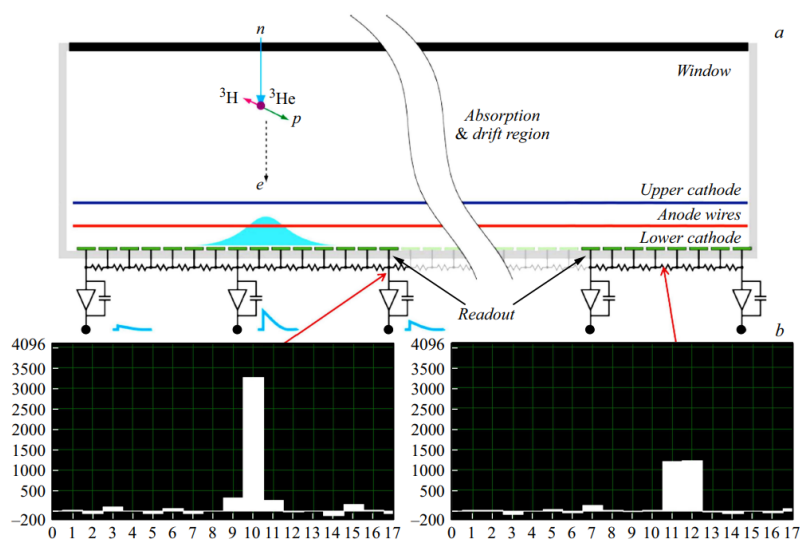 a
n
Window
³H
³He
p
Absorption
& drift region
e
Upper cathode
Anode wires
Lower cathode
Readout
b
4096
3500
3000
2500
2000
1500
1000
500
–200
0 1 2 3 4 5 6 7 8 9 10 11 12 13 14 15 16 17
4096
3500
3000
2500
2000
1500
1000
500
–200
0 1 2 3 4 5 6 7 8 9 10 11 12 13 14 15 16 17